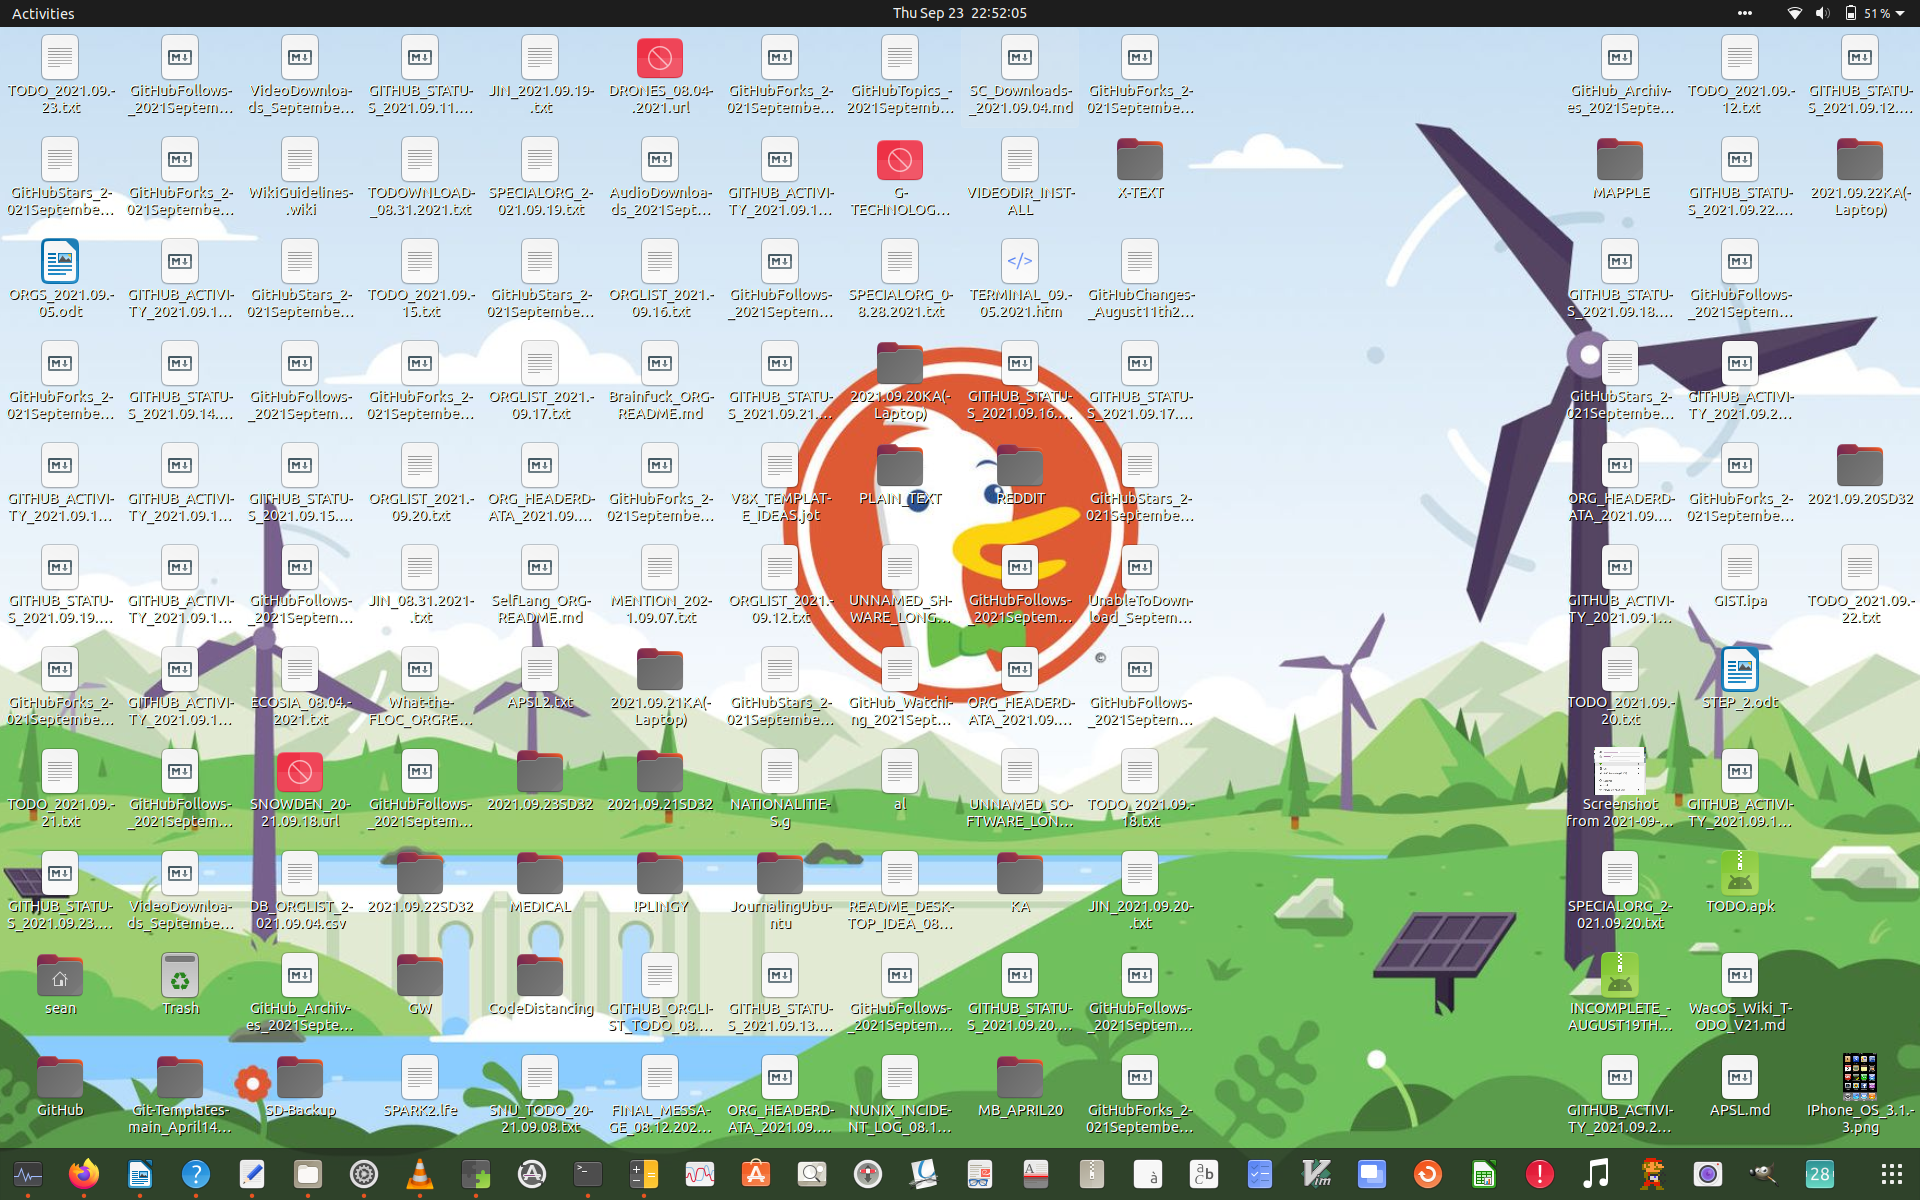 Activities
Thu Sep 23 22:52:05
51 %
TODO_2021.09.-
23.txt
GitHubFollows-
_2021Septem...
VideoDownloa-
ds_Septembe...
GITHUB_STATU-
S_2021.09.11....
JIN_2021.09.19-
.txt
DRONES_08.04-
.2021.url
GitHubForks_2-
021Septembe...
GitHubTopics_-
2021Septemb...
SC_Downloads-
_2021.09.04.md
GitHubForks_2-
021Septembe...
GitHub_Archiv-
es_2021Septe...
TODO_2021.09.-
12.txt
GITHUB_STATU-
S_2021.09.12....
GitHubStars_2-
021Septembe...
GitHubForks_2-
021Septembe...
WikiGuidelines-
.wiki
TODOWNLOAD-
_08.31.2021.txt
SPECIALORG_2-
021.09.19.txt
AudioDownloa-
ds_2021Sept...
GITHUB_ACTIVI-
TY_2021.09.1...
G-
TECHNOLOG...
VIDEODIR_INST-
ALL
X-TEXT
MAPPLE
GITHUB_STATU-
S_2021.09.22....
2021.09.22KA(-
Laptop)
ORGS_2021.09.-
05.odt
GITHUB_ACTIVI-
TY_2021.09.1...
GitHubStars_2-
021Septembe...
TODO_2021.09.-
15.txt
GitHubStars_2-
021Septembe...
ORGLIST_2021.-
09.16.txt
GitHubFollows-
_2021Septem...
SPECIALORG_0-
8.28.2021.txt
TERMINAL_09.-
05.2021.htm
GitHubChanges-
_August11th2...
GITHUB_STATU-
S_2021.09.18....
GitHubFollows-
_2021Septem...
GitHubForks_2-
021Septembe...
GITHUB_STATU-
S_2021.09.14....
GitHubFollows-
_2021Septem...
GitHubForks_2-
021Septembe...
ORGLIST_2021.-
09.17.txt
Brainfuck_ORG-
README.md
GITHUB_STATU-
S_2021.09.21....
2021.09.20KA(-
Laptop)
GITHUB_STATU-
S_2021.09.16....
GITHUB_STATU-
S_2021.09.17....
GitHubStars_2-
021Septembe...
GITHUB_ACTIVI-
TY_2021.09.2...
GITHUB_ACTIVI-
TY_2021.09.1...
GITHUB_ACTIVI-
TY_2021.09.1...
GITHUB_STATU-
S_2021.09.15....
ORGLIST_2021.-
09.20.txt
ORG_HEADERD-
ATA_2021.09....
GitHubForks_2-
021Septembe...
V8X_TEMPLAT-
E_IDEAS.jot
PLAIN_TEXT
REDDIT
GitHubStars_2-
021Septembe...
ORG_HEADERD-
ATA_2021.09....
GitHubForks_2-
021Septembe...
2021.09.20SD32
GITHUB_STATU-
S_2021.09.19....
GITHUB_ACTIVI-
TY_2021.09.1...
GitHubFollows-
_2021Septem...
JIN_08.31.2021-
.txt
SelfLang_ORG-
README.md
MENTION_202-
1.09.07.txt
ORGLIST_2021.-
09.12.txt
UNNAMED_SH-
WARE_LONG...
GitHubFollows-
_2021Septem...
UnableToDown-
load_Septem...
GITHUB_ACTIVI-
TY_2021.09.1...
GIST.ipa
TODO_2021.09.-
22.txt
GitHubForks_2-
021Septembe...
GITHUB_ACTIVI-
TY_2021.09.1...
ECOSIA_08.04.-
2021.txt
What-the-
FLOC_ORGRE...
APSL2.txt
2021.09.21KA(-
Laptop)
GitHubStars_2-
021Septembe...
GitHub_Watchi-
ng_2021Sept...
ORG_HEADERD-
ATA_2021.09....
GitHubFollows-
_2021Septem...
TODO_2021.09.-
20.txt
STEP_2.odt
TODO_2021.09.-
21.txt
GitHubFollows-
_2021Septem...
SNOWDEN_20-
21.09.18.url
GitHubFollows-
_2021Septem...
2021.09.23SD32
2021.09.21SD32
NATIONALITIE-
S.g
al
UNNAMED_SO-
FTWARE_LON...
TODO_2021.09.-
18.txt
Screenshot
from 2021-09-...
GITHUB_ACTIVI-
TY_2021.09.1...
GITHUB_STATU-
S_2021.09.23....
VideoDownloa-
ds_Septembe...
DB_ORGLIST_2-
021.09.04.csv
2021.09.22SD32
MEDICAL
!PLINGY
JournalingUbu-
ntu
README_DESK-
TOP_IDEA_08...
KA
JIN_2021.09.20-
.txt
SPECIALORG_2-
021.09.20.txt
TODO.apk
sean
Trash
GitHub_Archiv-
es_2021Septe...
GW
CodeDistancing
GITHUB_ORGLI-
ST_TODO_08....
GITHUB_STATU-
S_2021.09.13....
GitHubFollows-
_2021Septem...
GITHUB_STATU-
S_2021.09.20....
GitHubFollows-
_2021Septem...
INCOMPLETE_-
AUGUST19TH...
WacOS_Wiki_T-
ODO_V21.md
GitHub
Git-Templates-
main_April14...
SD-Backup
SPARK2.lfe
SNU_TODO_20-
21.09.08.txt
FINAL_MESSA-
GE_08.12.202...
ORG_HEADERD-
ATA_2021.09....
NUNIX_INCIDE-
NT_LOG_08.1...
MB_APRIL20
GitHubForks_2-
021Septembe...
GITHUB_ACTIVI-
TY_2021.09.2...
APSL.md
IPhone_OS_3.1.-
3.png
28